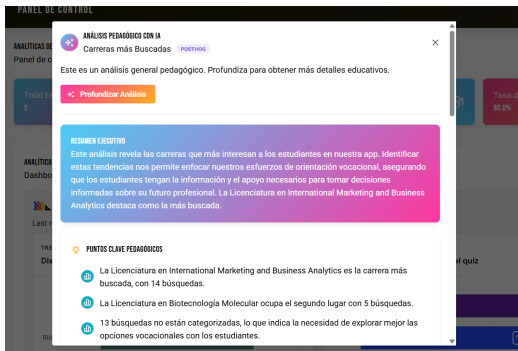 PANEL DE CONTROL
ANÁLISIS PEDAGÓGICO CON IA
Carreras más Buscadas POSTHOG
ANALÍTICAS DE
Panel de c
Este es un análisis general pedagógico. Profundiza para obtener más detalles educativos.
Profundizar Análisis
Total Es
5
Tasa d
80.0%
RESUMEN EJECUTIVO
Este análisis revela las carreras que más interesan a los estudiantes en nuestra app. Identificar
estas tendencias nos permite enfocar nuestros esfuerzos de orientación vocacional, asegurando
que los estudiantes tengan la información y el apoyo necesarios para tomar decisiones
informadas sobre su futuro profesional. La Licenciatura en International Marketing and Business
Analytics destaca como la más buscada.
ANALÍTICA
Dashbo
Last r
TRE
Dis
al quiz
PUNTOS CLAVE PEDAGÓGICOS
La Licenciatura en International Marketing and Business Analytics es la carrera más
buscada, con 14 búsquedas.
La Licenciatura en Biotecnología Molecular ocupa el segundo lugar con 5 búsquedas.
13 búsquedas no están categorizadas, lo que indica la necesidad de explorar mejor las
opciones vocacionales con los estudiantes.